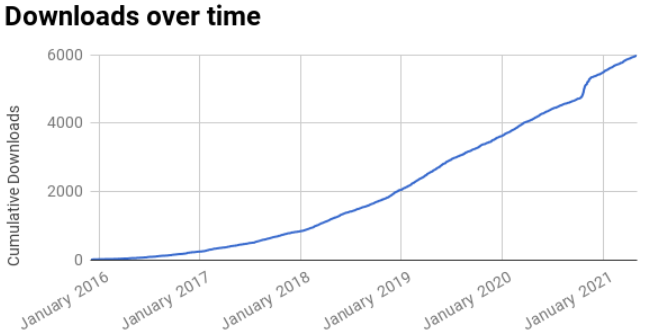 Downloads over time
Cumulative Downloads
6000
4000
2000
0
January 2016
January 2017
January 2018
January 2019
January 2020
January 2021